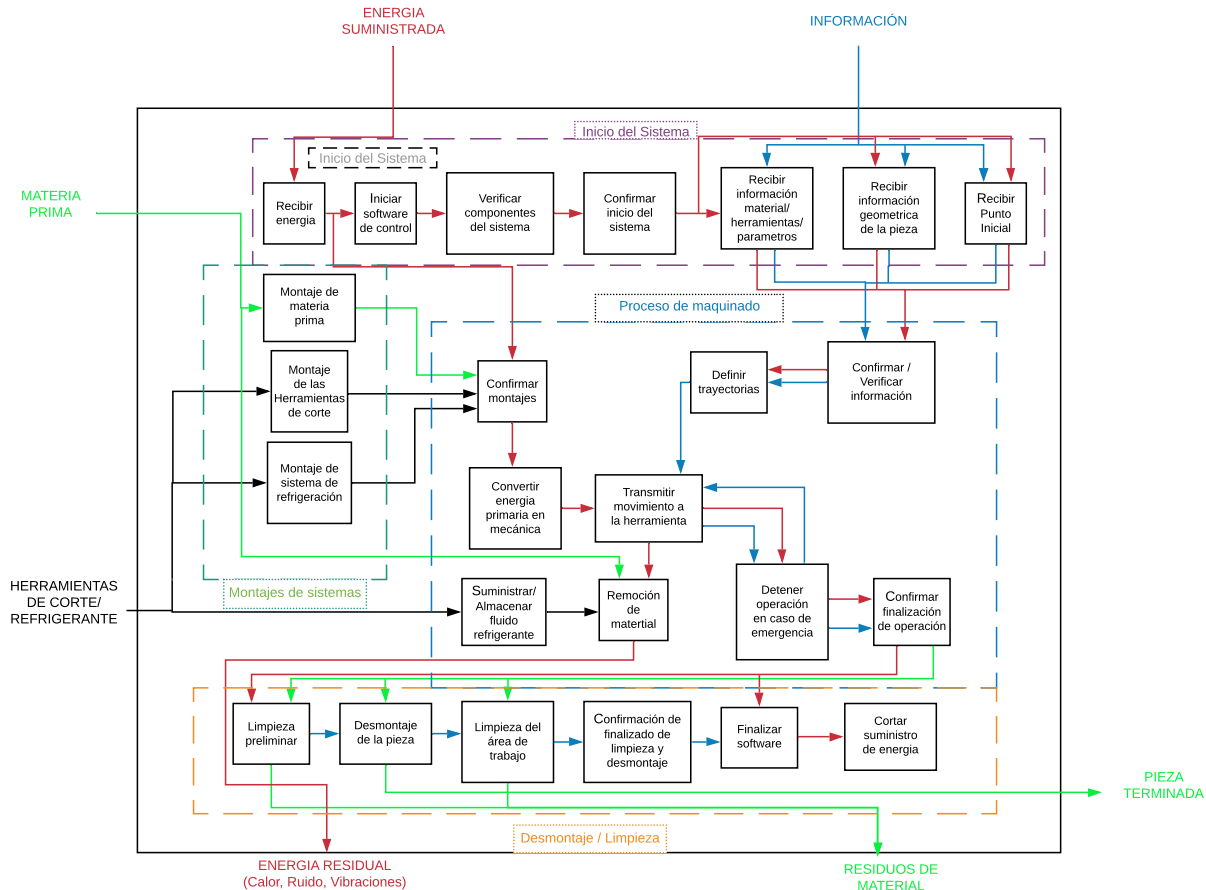 ENERGIA
SUMINISTRADA
INFORMACIÓN
Inicio del Sistema
Inicio del Sistema
MATERIA
PRIMA
Recibir
energia
Iniciar
software
de control
Verificar
componentes
del sistema
Confirmar
inicio del
sistema
Recibir
información
material/
herramientas/
parametros
Recibir
información
geometrica
de la pieza
Recibir
Punto
Inicial
Montaje de
materia
prima
Proceso de maquinado
Montaje
de las
Herramientas
de corte
Confirmar
montajes
Definir
trayectorias
Confirmar /
Verificar
información
Montaje de
sistema de
refrigeración
Convertir
energia
primaria en
mecánica
Transmitir
movimiento a
la herramienta
HERRAMIENTAS
DE CORTE/
REFRIGERANTE
Montajes de sistemas
Suministrar/
Almacenar
fluido
refrigerante
Remoción
de
matertial
Detener
operación
en caso de
emergencia
Confirmar
finalización
de operación
Limpieza
preliminar
Desmontaje
de la pieza
Limpieza del
área de
trabajo
Confirmación de
finalizado de
limpieza y
desmontaje
Finalizar
software
Cortar
suministro
de energia
PIEZA
TERMINADA
Desmontaje / Limpieza
ENERGIA RESIDUAL
(Calor, Ruido, Vibraciones)
RESIDUOS DE
MATERIAL